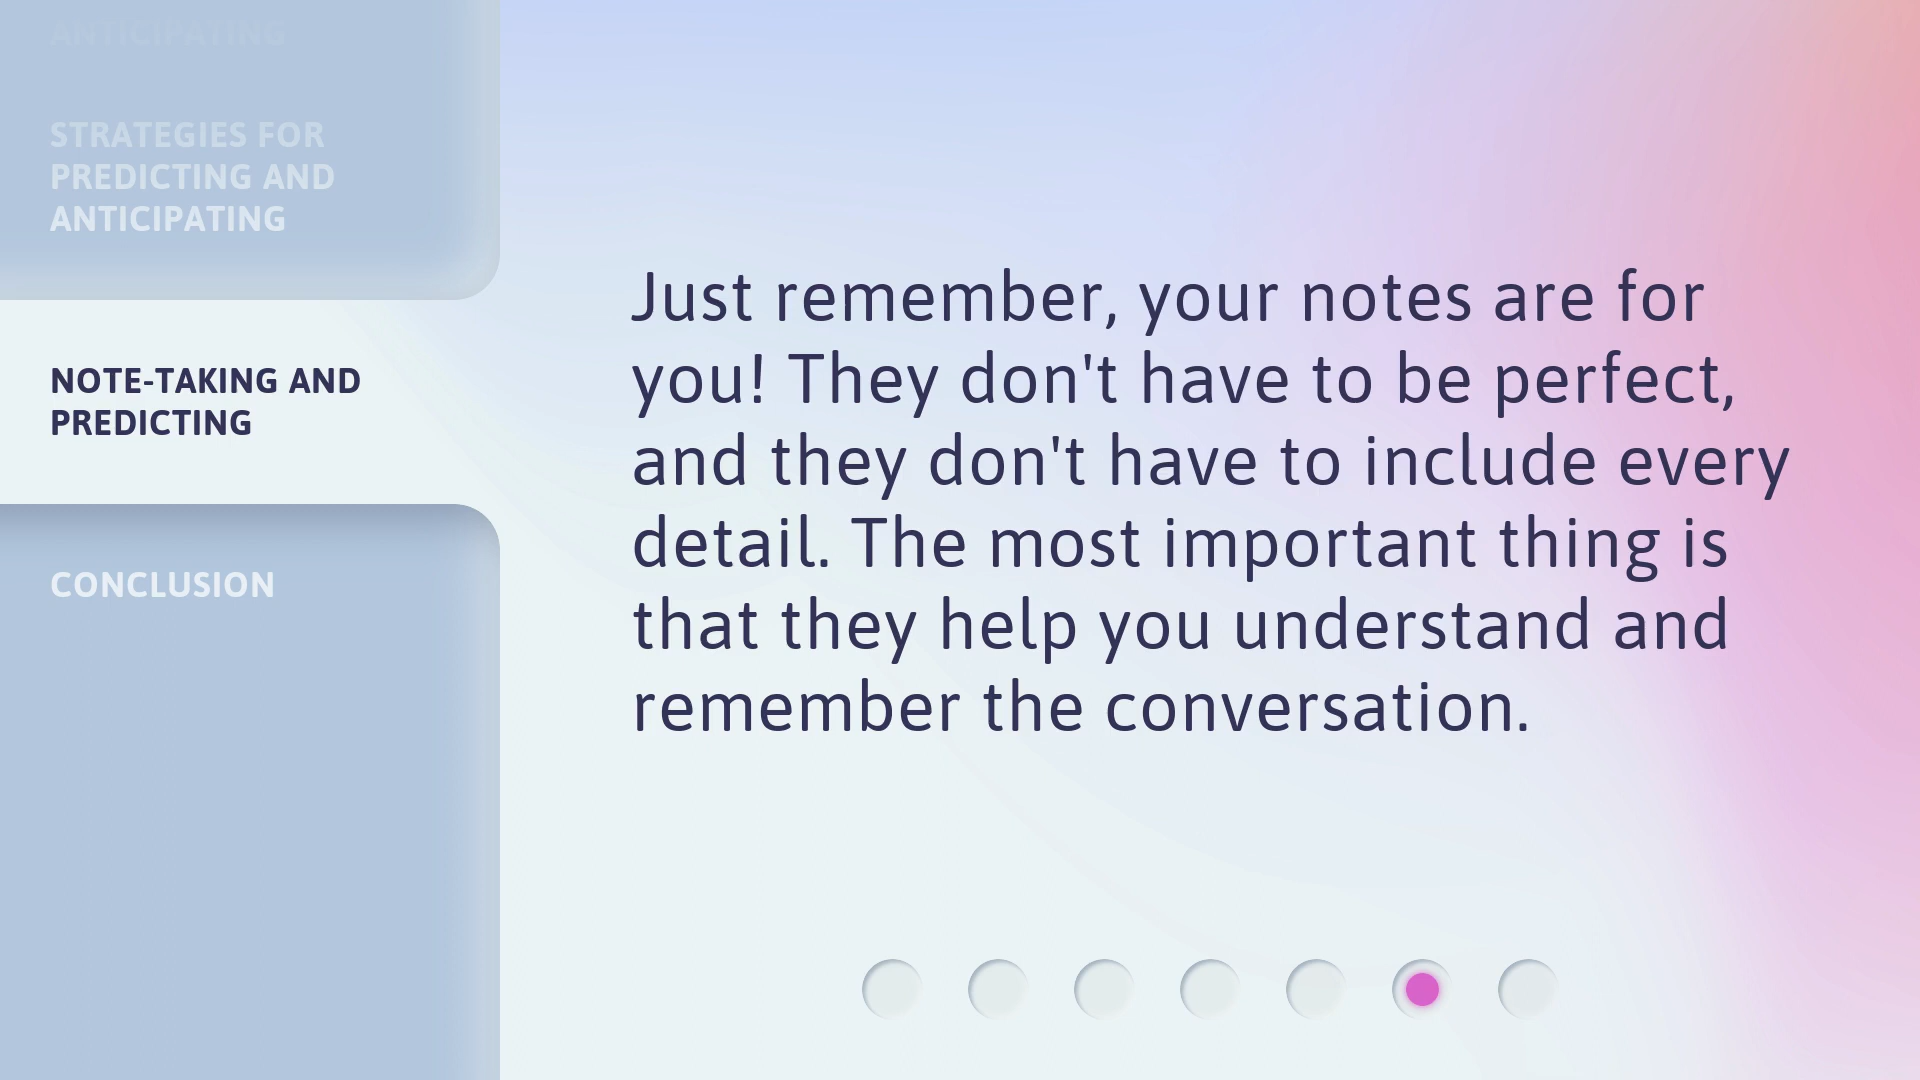 ANTICIPATING
STRATEGIES FOR
PREDICTING AND
ANTICIPATING
NOTE-TAKING AND
PREDICTING
CONCLUSION
Just remember, your notes are for
you! They don't have to be perfect,
and they don't have to include every
detail. The most important thing is
that they help you understand and
remember the conversation.